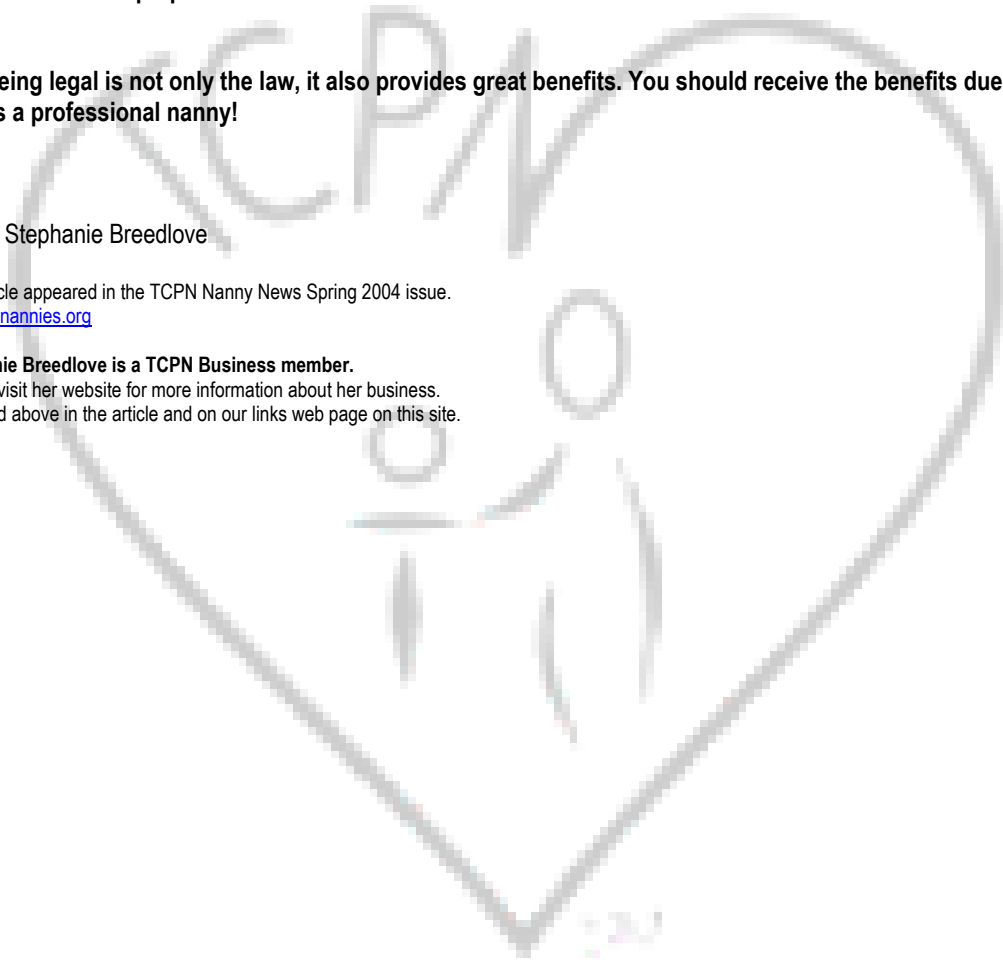 TCPN
eing legal is not only the law, it also provides great benefits. You should receive the benefits due
s a professional nanny!
Stephanie Breedlove
cle appeared in the TCPN Nanny News Spring 2004 issue.
nannies.org
nie Breedlove is a TCPN Business member.
visit her website for more information about her business.
d above in the article and on our links web page on this site.